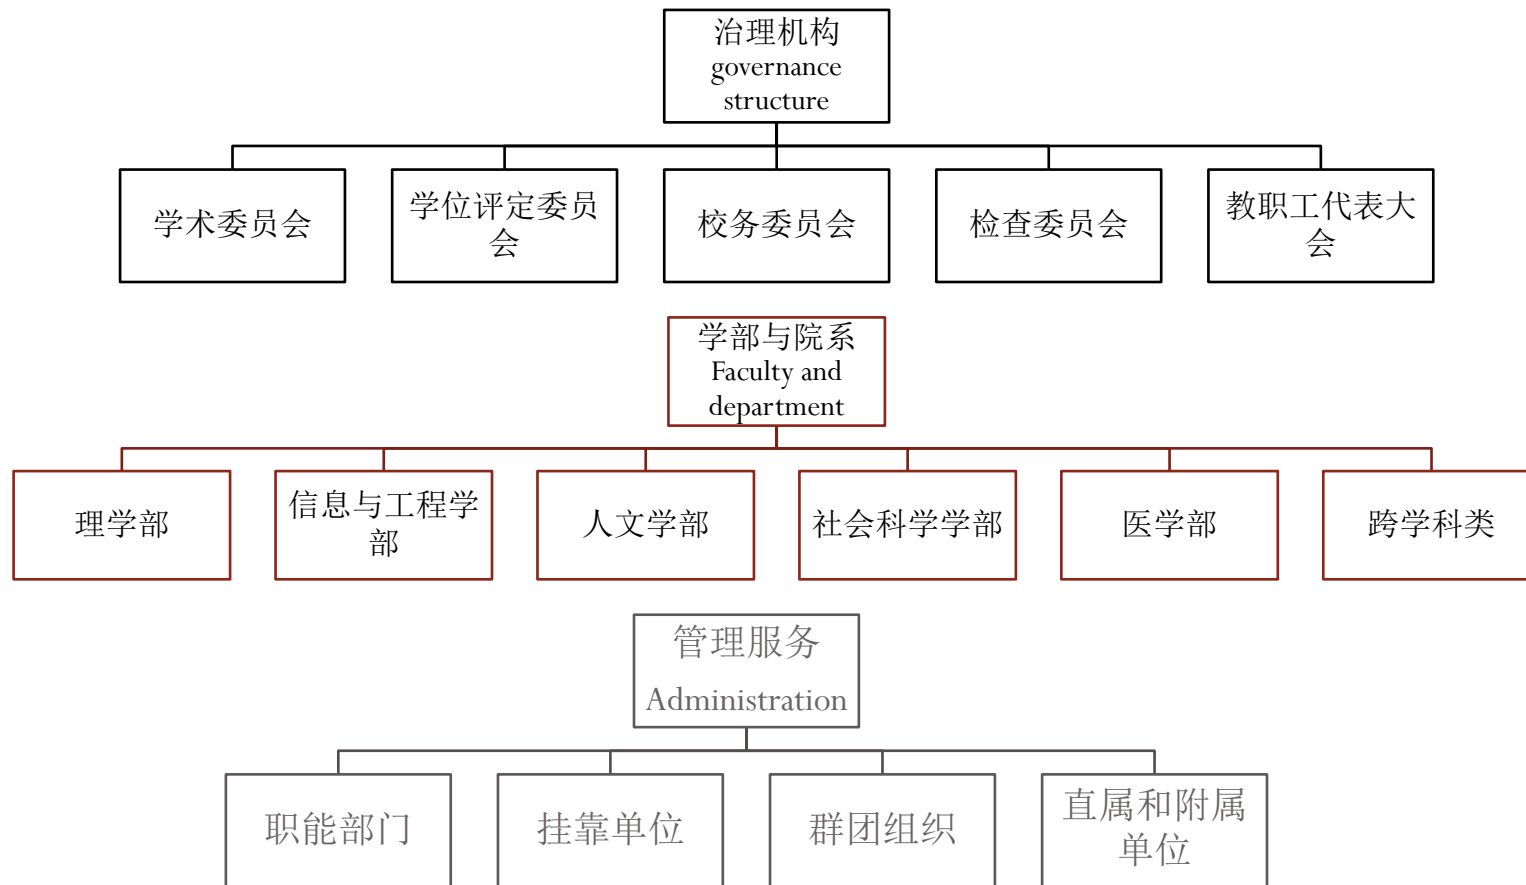 治理机构
governance
structure
学术委员会
学位评定委员
会
校务委员会
检查委员会
教职工代表大
会
学部与院系
Faculty and
department
理学部
信息与工程学
部
人文学部
社会科学学部
医学部
跨学科类
管理服务
Administration
职能部门
挂靠单位
群团组织
直属和附属
单位